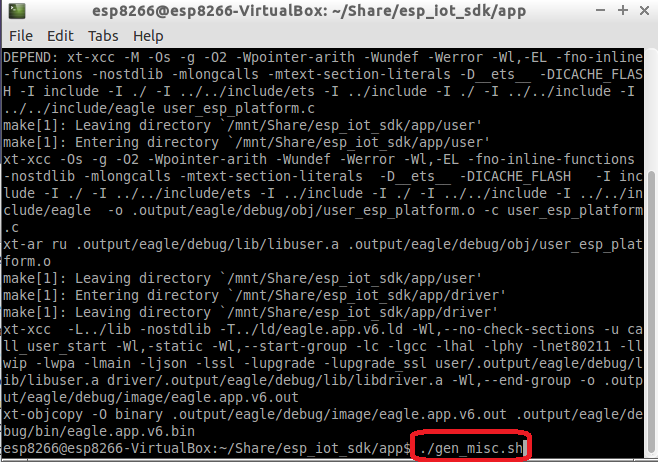 esp8266@esp8266-VirtualBox: ~/Share/esp_iot_sdk/app
File Edit Tabs Help
DEPEND: xt-xcc -M -Os -g -O2 -Wpointer-arith -Wundef -Werror -Wl,-EL -fno-inline
-functions -nostdlib -mlongcalls -mtext-section-literals -D__ets__ -DICACHE_FLAS
H -I include -I ./ -I ../../include/ets -I ../include -I ./ -I ../../include -I
../../include/eagle user_esp_platform.c
make[1]: Leaving directory `/mnt/Share/esp_iot_sdk/app/user'
make[1]: Entering directory `/mnt/Share/esp_iot_sdk/app/user'
xt-xcc -Os -g -O2 -Wpointer-arith -Wundef -Werror -Wl,-EL -fno-inline-functions
-nostdlib -mlongcalls -mtext-section-literals  -D__ets__ -DICACHE_FLASH   -I inc
lude -I ./ -I ../../include/ets -I ../include -I ./ -I ../../include -I ../../in
clude/eagle  -o .output/eagle/debug/obj/user_esp_platform.o -c user_esp_platform
.c
xt-ar ru .output/eagle/debug/lib/libuser.a .output/eagle/debug/obj/user_esp_plat
form.o
make[1]: Leaving directory `/mnt/Share/esp_iot_sdk/app/user'
make[1]: Entering directory `/mnt/Share/esp_iot_sdk/app/driver'
make[1]: Leaving directory `/mnt/Share/esp_iot_sdk/app/driver'
xt-xcc  -L../lib -nostdlib -T../ld/eagle.app.v6.ld -Wl,--no-check-sections -u ca
ll_user_start -Wl,-static -Wl,--start-group -lc -lgcc -lhal -lphy -lnet80211 -ll
wip -lwpa -lmain -ljson -lssl -lupgrade -lupgrade_ssl user/.output/eagle/debug/l
ib/libuser.a driver/.output/eagle/debug/lib/libdriver.a -Wl,--end-group -o .outp
ut/eagle/debug/image/eagle.app.v6.out
xt-objcopy -O binary .output/eagle/debug/image/eagle.app.v6.out .output/eagle/de
bug/bin/eagle.app.v6.bin
esp8266@esp8266-VirtualBox:~/Share/esp_iot_sdk/app$ ./gen_misc.sh